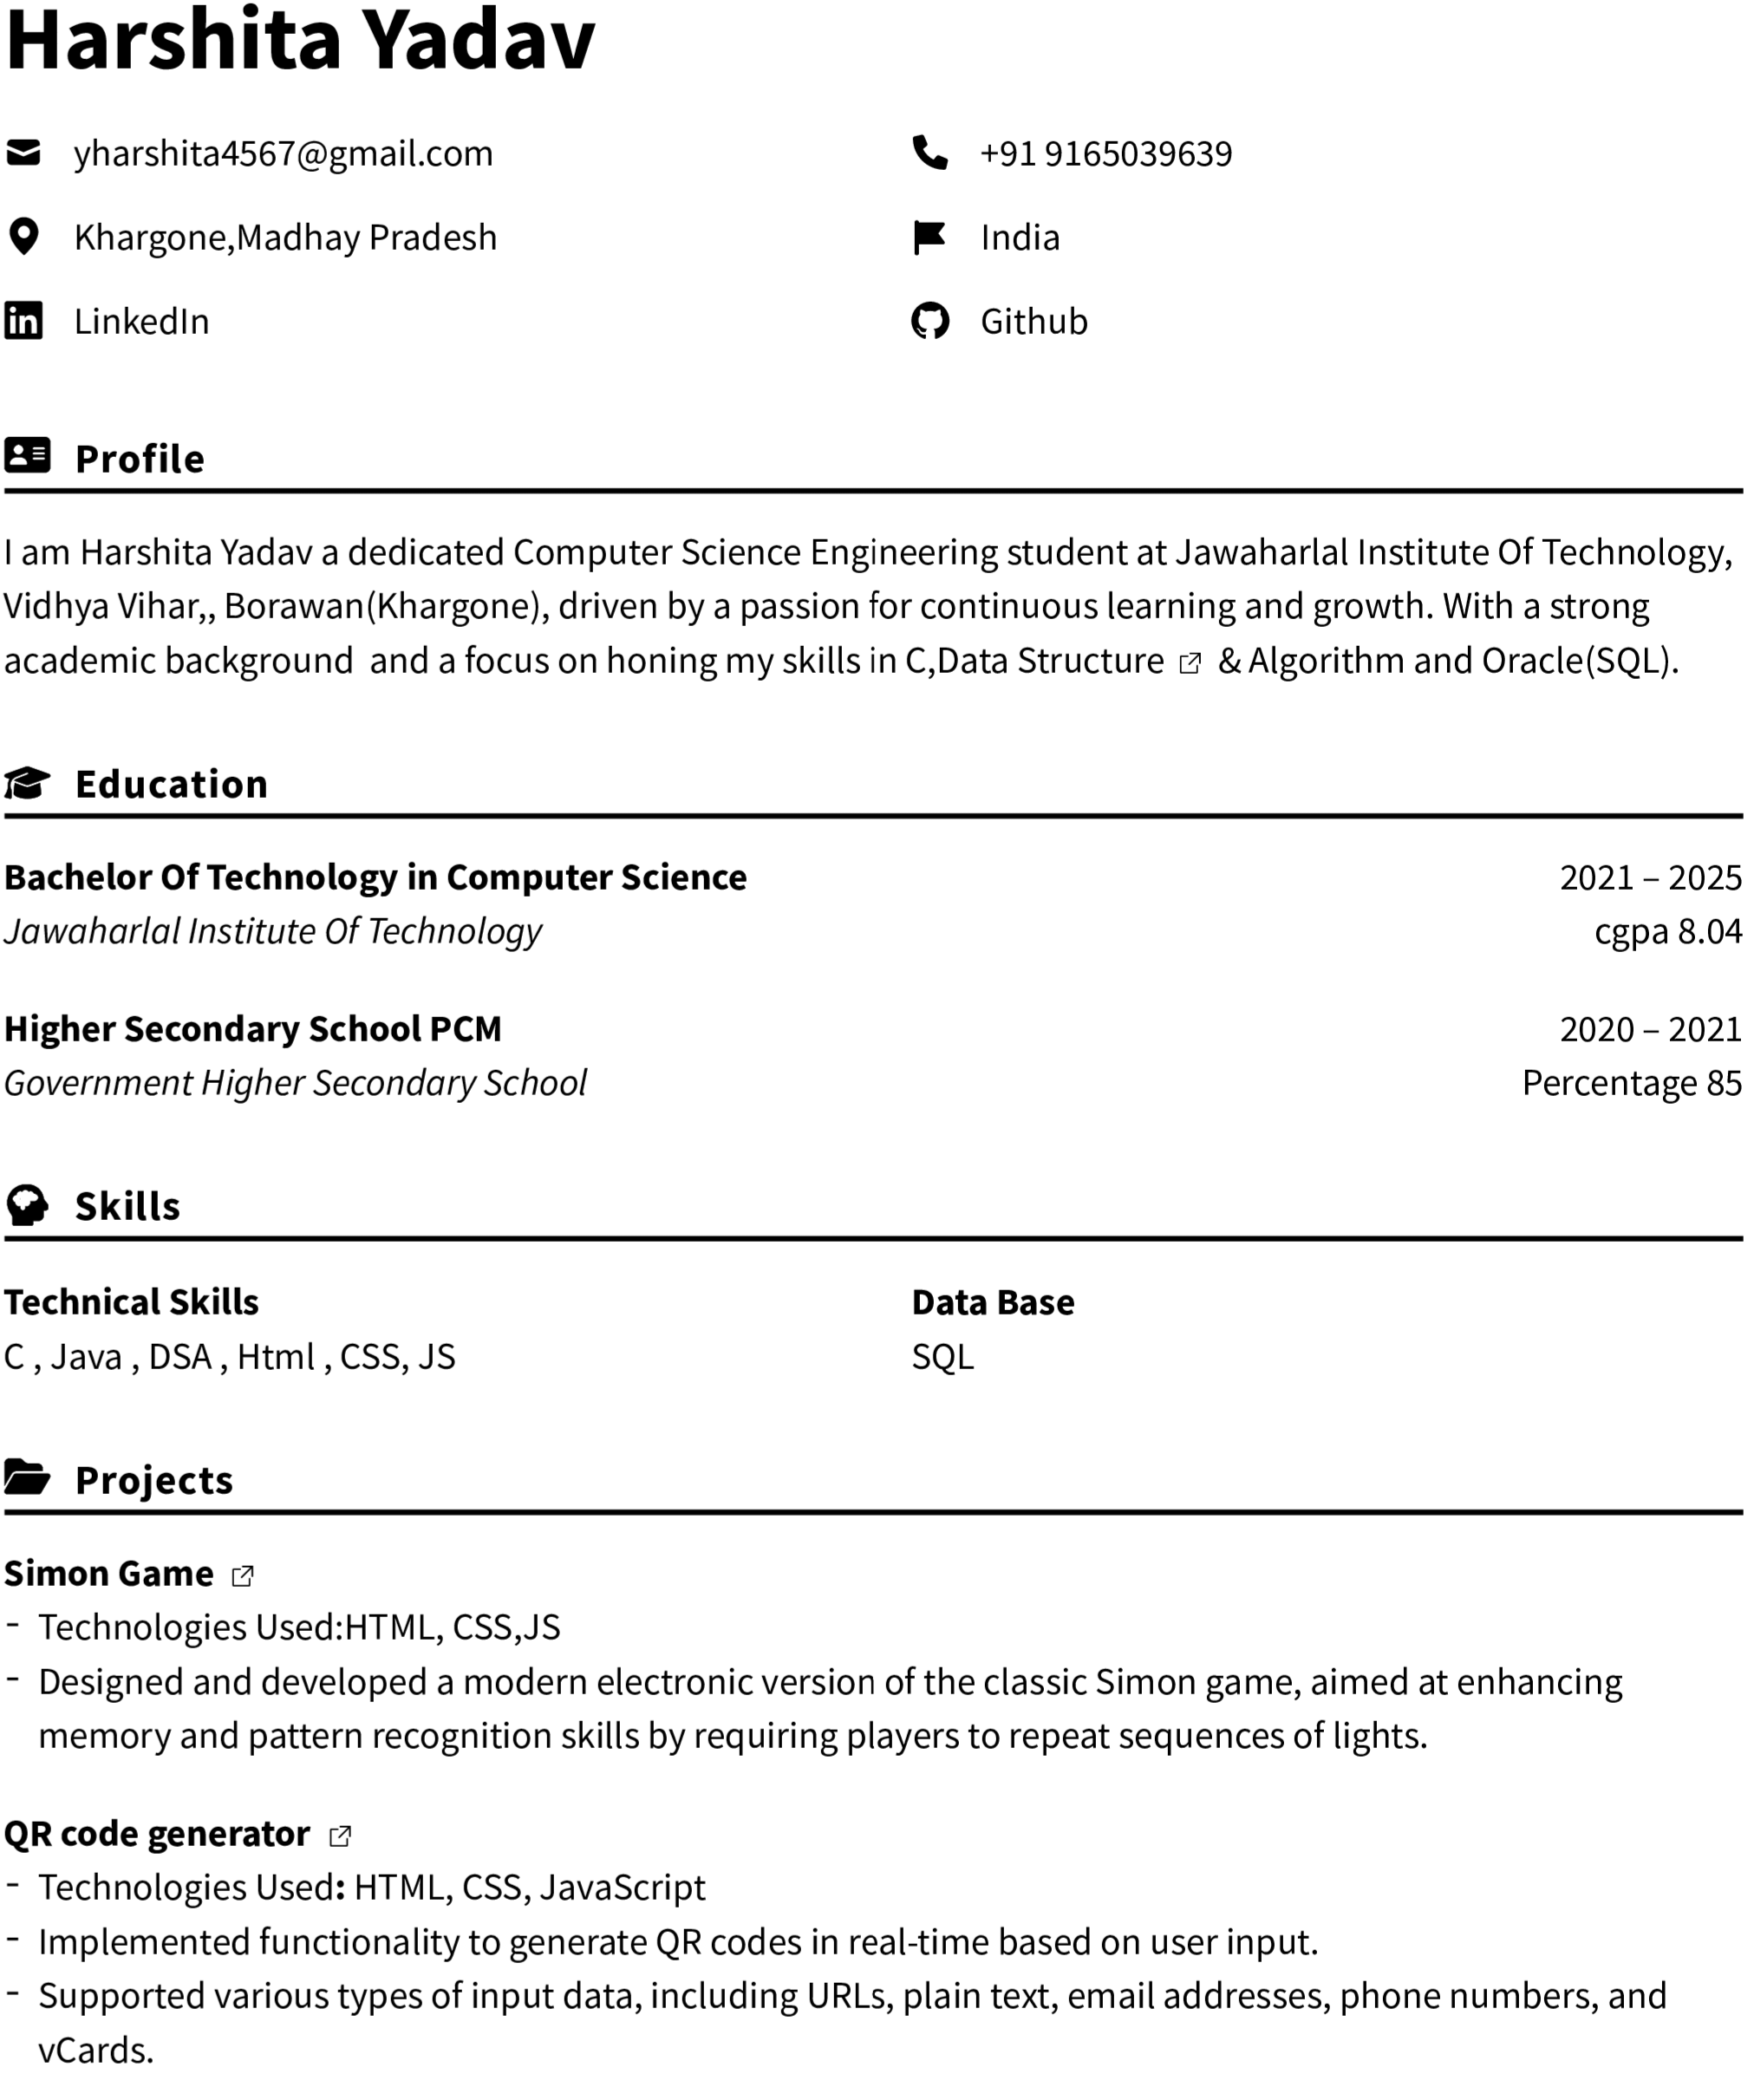 Harshita Yadav
yharshita4567@gmail.com
+91 9165039639
Khargone,Madhay Pradesh
India
LinkedIn
Github
Profile
I am Harshita Yadav a dedicated Computer Science Engineering student at Jawaharlal Institute Of Technology,
Vidhya Vihar,, Borawan(Khargone), driven by a passion for continuous learning and growth. With a strong
academic background  and a focus on honing my skills in C,Data Structure & Algorithm and Oracle(SQL).
Education
Bachelor Of Technology in Computer Science
2021 – 2025
Jawaharlal Institute Of Technology
cgpa 8.04
Higher Secondary School PCM
2020 – 2021
Government Higher Secondary School
Percentage 85
Skills
Technical Skills
Data Base
C , Java , DSA , Html , CSS, JS
SQL
Projects
Simon Game
- Technologies Used:HTML, CSS,JS
- Designed and developed a modern electronic version of the classic Simon game, aimed at enhancing
memory and pattern recognition skills by requiring players to repeat sequences of lights.
QR code generator
- Technologies Used: HTML, CSS, JavaScript
- Implemented functionality to generate QR codes in real-time based on user input.
- Supported various types of input data, including URLs, plain text, email addresses, phone numbers, and
vCards.